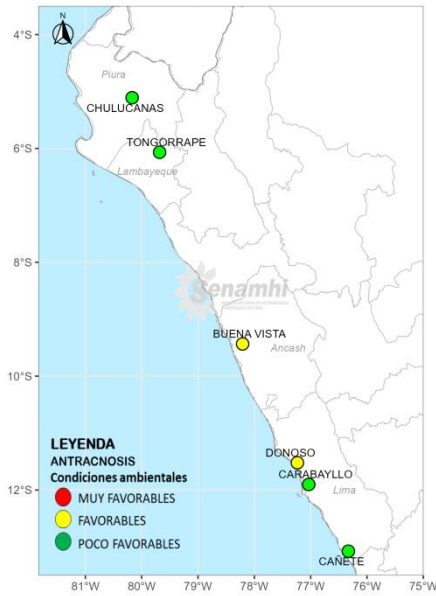 N
4°S
Piura
CHULUCANAS
TONGORRAPE
6°S
Lambayeque
8°S
Senamhi
BUENA VISTA
Ancash
10°S
LEYENDA
ANTRACNOSIS
Condiciones ambientales
MUY FAVORABLES
FAVORABLES
POCO FAVORABLES
DONOSO
CARABAYLLO
12°S
Lima
CAÑETE
81°W
80°W
79°W
78°W
77°W
76°W
75°W